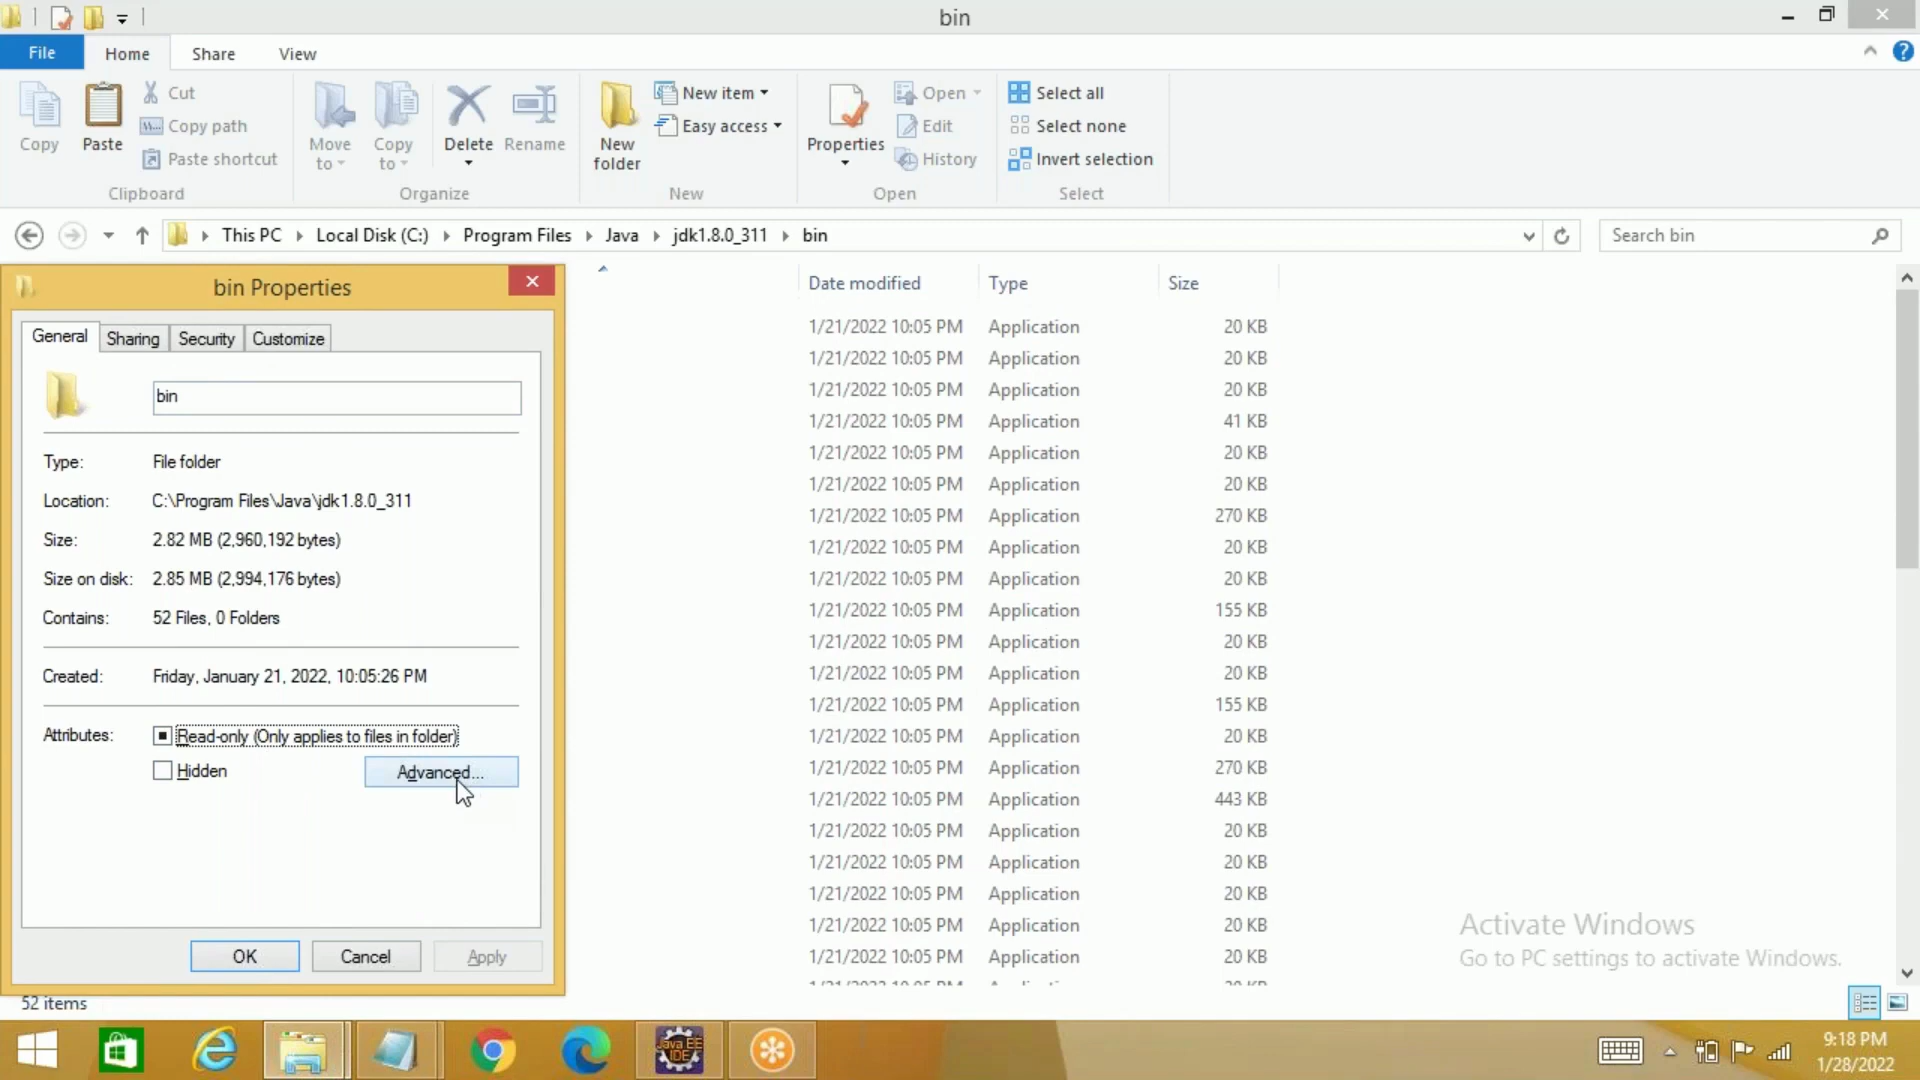 bin
File Home Share View
Copy
Paste
Cut
Copy path
Paste shortcut
Clipboard
Move to
Copy to
Delete
Rename
Organize
New folder
New item
Easy access
New
Properties
Open
Edit
History
Open
Select all
Select none
Invert selection
Select
This PC Local Disk (C:) Program Files Java jdk1.8.0_311 bin
Search bin
bin Properties
General Sharing Security Customize
bin
Type: File folder
Location: C:\Program Files\Java\jdk1.8.0_311
Size: 2.82 MB (2,960,192 bytes)
Size on disk: 2.85 MB (2,994,176 bytes)
Contains: 52 Files, 0 Folders
Created: Friday, January 21, 2022, 10:05:26 PM
Attributes: Read-only (Only applies to files in folder)
Hidden
Advanced...
OK Cancel Apply
Date modified Type Size
1/21/2022 10:05 PM Application 20 KB
1/21/2022 10:05 PM Application 20 KB
1/21/2022 10:05 PM Application 20 KB
1/21/2022 10:05 PM Application 41 KB
1/21/2022 10:05 PM Application 20 KB
1/21/2022 10:05 PM Application 20 KB
1/21/2022 10:05 PM Application 270 KB
1/21/2022 10:05 PM Application 20 KB
1/21/2022 10:05 PM Application 20 KB
1/21/2022 10:05 PM Application 155 KB
1/21/2022 10:05 PM Application 20 KB
1/21/2022 10:05 PM Application 20 KB
1/21/2022 10:05 PM Application 155 KB
1/21/2022 10:05 PM Application 20 KB
1/21/2022 10:05 PM Application 270 KB
1/21/2022 10:05 PM Application 443 KB
1/21/2022 10:05 PM Application 20 KB
1/21/2022 10:05 PM Application 20 KB
1/21/2022 10:05 PM Application 20 KB
1/21/2022 10:05 PM Application 20 KB
1/21/2022 10:05 PM Application 20 KB
Activate Windows
Go to PC settings to activate Windows.
52 items
Java EE
IDE
9:18 PM
1/28/2022